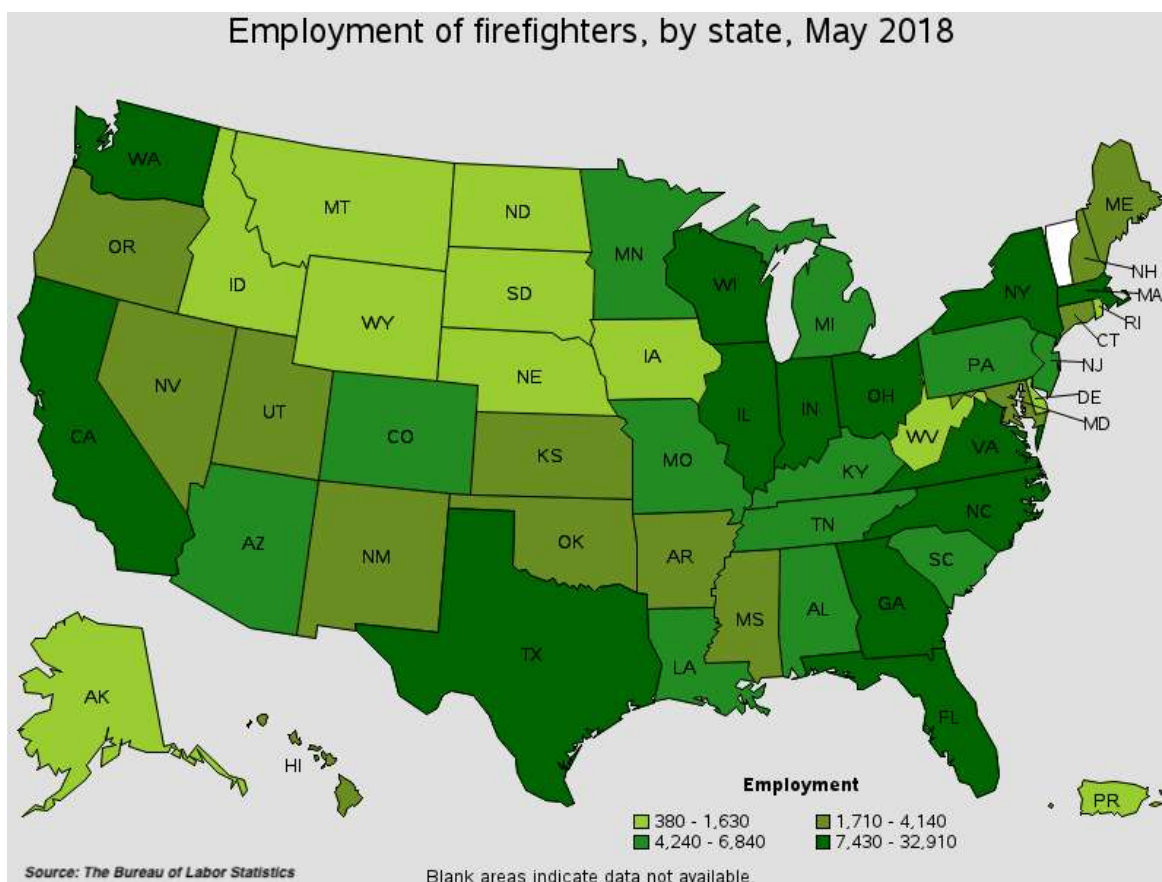 Employment of firefighters, by state, May 2018
WA
MT
ND
MN
ME
OR
ID
SD
WI
NY
NH
MA
WY
MI
RI
CT
IA
PA
NJ
NE
NV
UT
OH
DE
IL
IN
MD
CA
CO
WV
VA
KS
MO
KY
NC
TN
AZ
NM
OK
AR
SC
MS
AL
GA
TX
LA
AK
FL
HI
Employment
PR
380 - 1,630
1,710 - 4,140
4,240 - 6,840
7,430 - 32,910
Source: The Bureau of Labor Statistics
Blank areas indicate data not available.